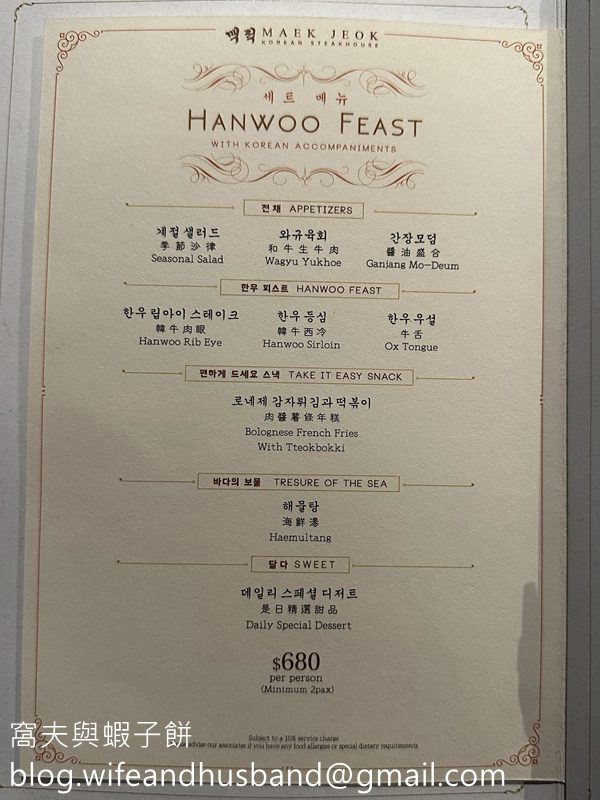 맥적 MAEK JEOK
KOREAN STEAKHOUSE
세트 메뉴
HANWOO FEAST
WITH KOREAN ACCOMPANIMENTS
전채 APPETIZERS
계절 샐러드
季節沙律
Seasonal Salad
와규육회
和牛生牛肉
Wagyu Yukhoe
간장모덤
醬油盛合
Ganjang Mo-Deum
한우 피스트 HANWOO FEAST
한우 립아이 스테이크
韓牛肉眼
Hanwoo Rib Eye
한우 등심
韓牛西冷
Hanwoo Sirloin
한우 우설
牛舌
Ox Tongue
편하게 드세요 스낵 TAKE IT EASY SNACK
로네제 감자튀김과 떡볶이
肉醬薯條年糕
Bolognese French Fries
With Tteokbokki
바다의 보물 TRESURE OF THE SEA
해물탕
海鮮湯
Haemultang
달다 SWEET
데일리 스페셜 디저트
是日精選甜品
Daily Special Dessert
$680
per person
(Minimum 2pax)
Subject to a 10% service charge
advise our associates if you have any food allergies or special dietary requirements
窩夫與蝦子餅
blog.wifeandhusband@gmail.com